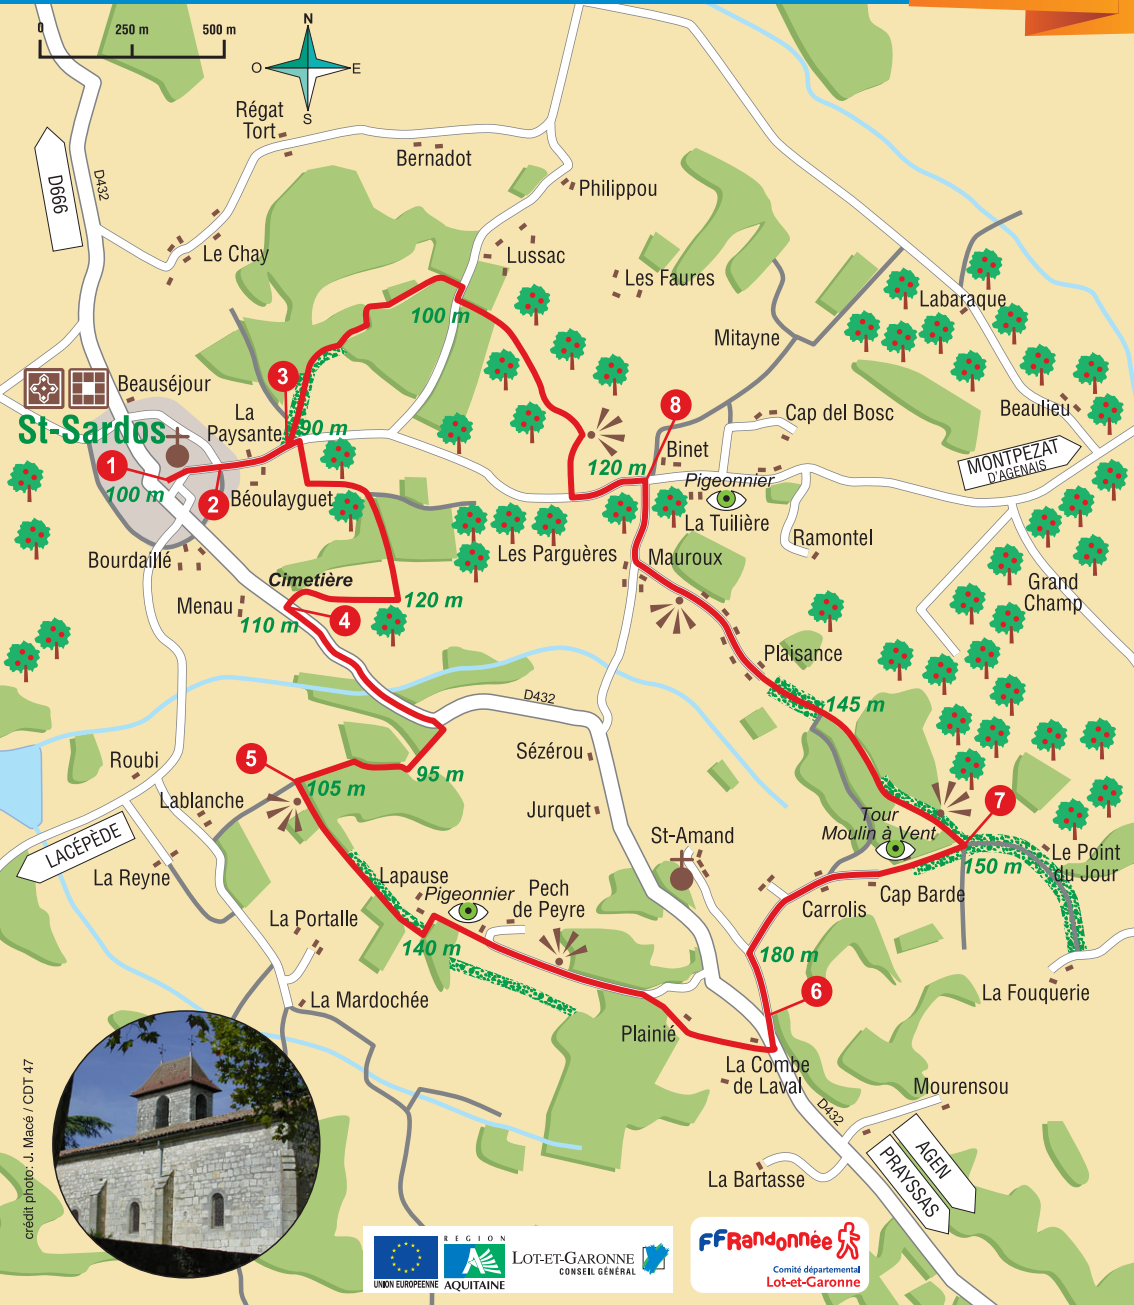 0
250 m
500 m
N
O
E
S
D666
D432
Régat
Tort
Bernadot
Philippou
Le Chay
Lussac
Les Faures
Labaraque
100 m
Mitayne
3
Beauséjour
8
Beaulieu
St-Sardos
La
Paysante
90 m
Cap del Bosc
Binet
MONTPEZAT
D'AGENAIS
1
100 m
120 m
Pigeonnier
2
Béoulayguet
La Tuilière
Ramontel
Bourdaillé
Les Parguères
Mauroux
Cimetière
Grand
Champ
Menau
120 m
110 m
4
Plaisance
D432
145 m
Roubi
5
Sézérou
95 m
105 m
Lablanche
Jurquet
7
LACÉPÈDE
St-Amand
Tour
Moulin à Vent
Le Point
du Jour
150 m
La Reyne
Lapause
Pigeonnier
Pech
de Peyre
Cap Barde
Carrolis
La Portalle
140 m
180 m
6
La Fouquerie
La Mardochée
Plainié
La Combe
de Laval
Mourensou
D432
AGEN
PRAYSSAS
La Bartasse
crédit photo: J. Macé / CDT 47
UNION EUROPEENNE
REGION
AQUITAINE
LOT-ET-GARONNE
CONSEIL GÉNÉRAL
FFRandonnée
Comité départemental
Lot-et-Garonne